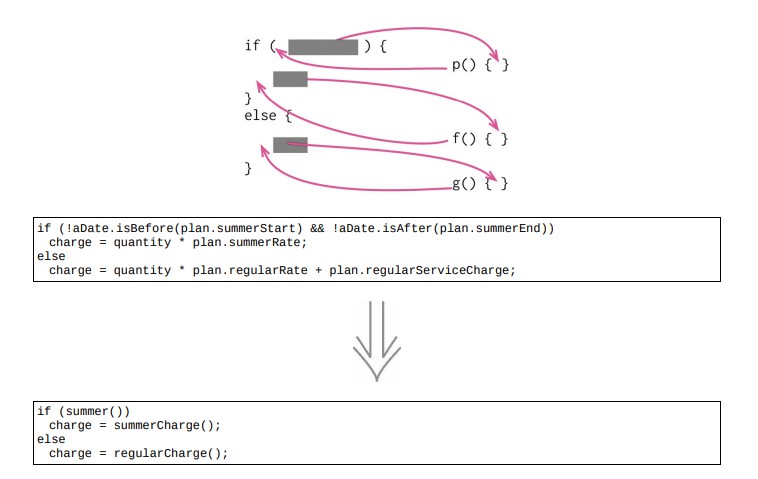 if ( ) {
p() { }
}
else {
f() { }
}
g() { }
if (!aDate.isBefore(plan.summerStart) && !aDate.isAfter(plan.summerEnd))
charge = quantity * plan.summerRate;
else
charge = quantity * plan.regularRate + plan.regularServiceCharge;
if (summer())
charge = summerCharge();
else
charge = regularCharge();